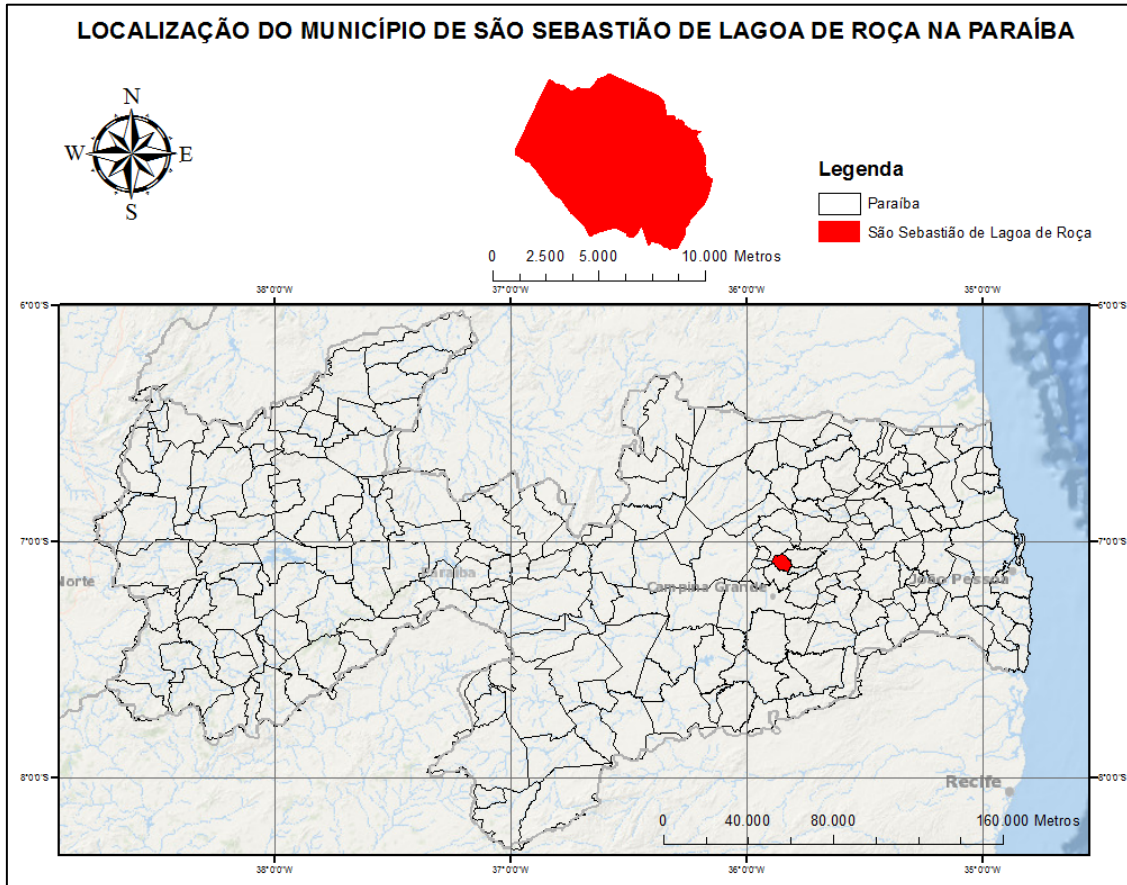 LOCALIZAÇÃO DO MUNICÍPIO DE SÃO SEBASTIÃO DE LAGOA DE ROÇA NA PARAÍBA
N
W E
S
Legenda
Paraíba
São Sebastião de Lagoa de Roça
0 2.500 5.000 10.000 Metros
38°0'0"W 37°0'0"W 36°0'0"W 35°0'0"W
6°0'0"S 6°0'0"S
7°0'0"S 7°0'0"S
Norte
Paraíba
Campina Grande
João Pessoa
8°0'0"S 8°0'0"S
Recife
0 40.000 80.000 160.000 Metros
38°0'0"W 37°0'0"W 36°0'0"W 35°0'0"W